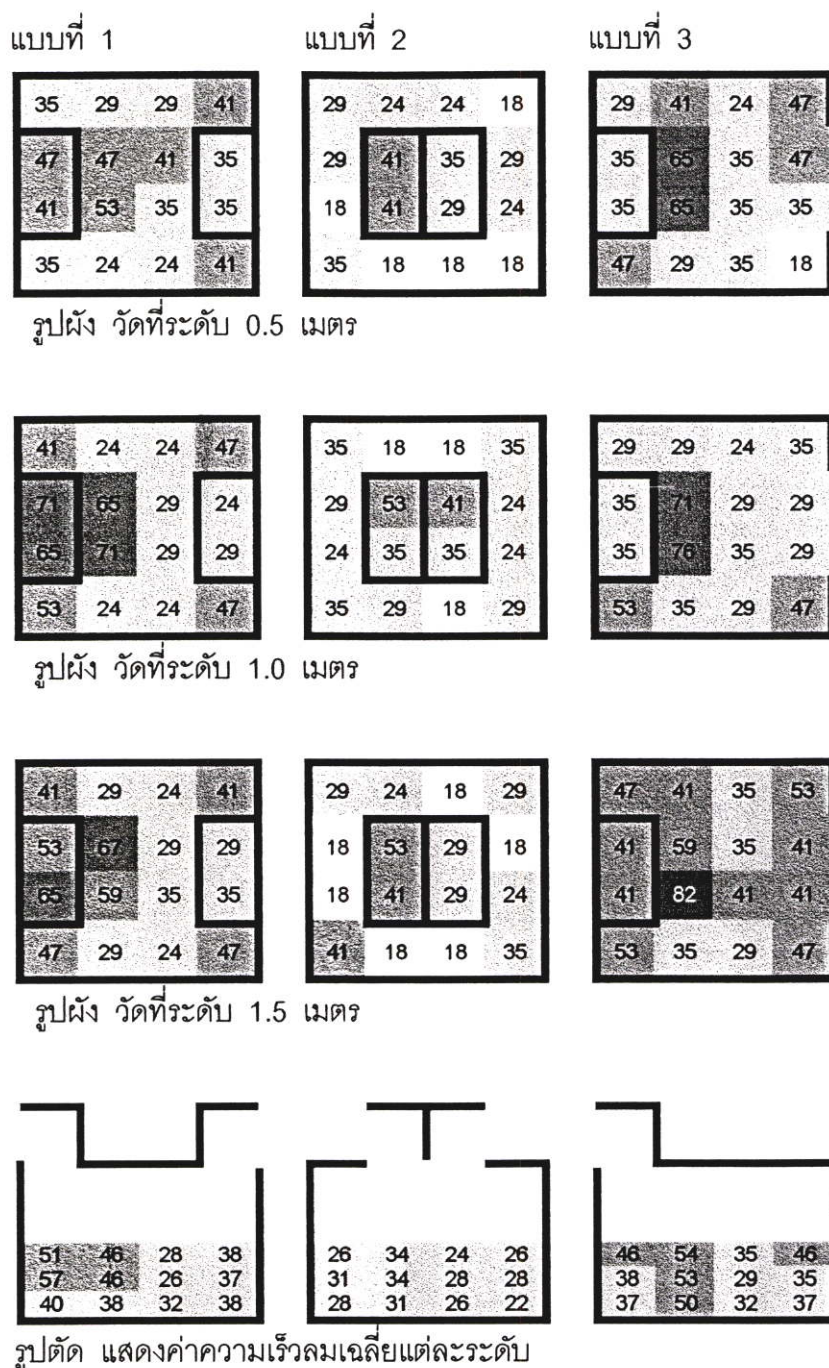 แบบที่ 1 แบบที่ 2 แบบที่ 3
35 29 29 41 29 24 24 18 29 41 24 47
47 47 41 35 29 41 35 29 35 65 35 47
41 53 35 35 18 41 29 24 35 65 35 35
35 24 24 41 35 18 18 18 47 29 35 18
รูปผัง วัดที่ระดับ 0.5 เมตร
41 24 24 47 35 18 18 35 29 29 24 35
71 65 29 24 29 53 41 24 35 71 29 29
65 71 29 29 24 35 35 24 35 76 35 29
53 24 24 47 35 29 18 29 53 35 29 47
รูปผัง วัดที่ระดับ 1.0 เมตร
41 29 24 41 29 24 18 29 47 41 35 53
53 67 29 29 18 53 29 18 41 59 35 41
65 59 35 35 18 41 29 24 41 82 41 41
47 29 24 47 41 18 18 35 53 35 29 47
รูปผัง วัดที่ระดับ 1.5 เมตร
51 46 28 38 26 34 24 26 46 54 35 46
57 46 26 37 31 34 28 28 38 53 29 35
40 38 32 38 28 31 26 22 37 50 32 37
รูปตัด แสดงค่าความเร็วลมเฉลี่ยแต่ละระดับ